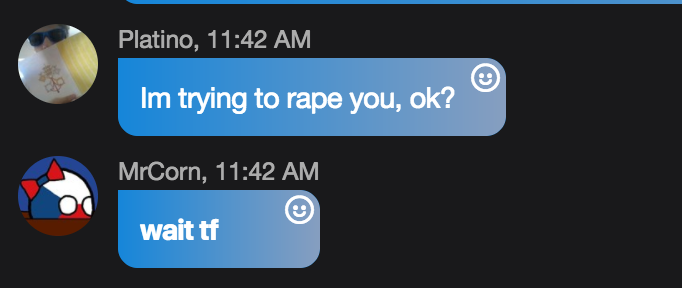 Platino, 11:42 AM
Im trying to rape you, ok?
MrCorn, 11:42 AM
wait tf